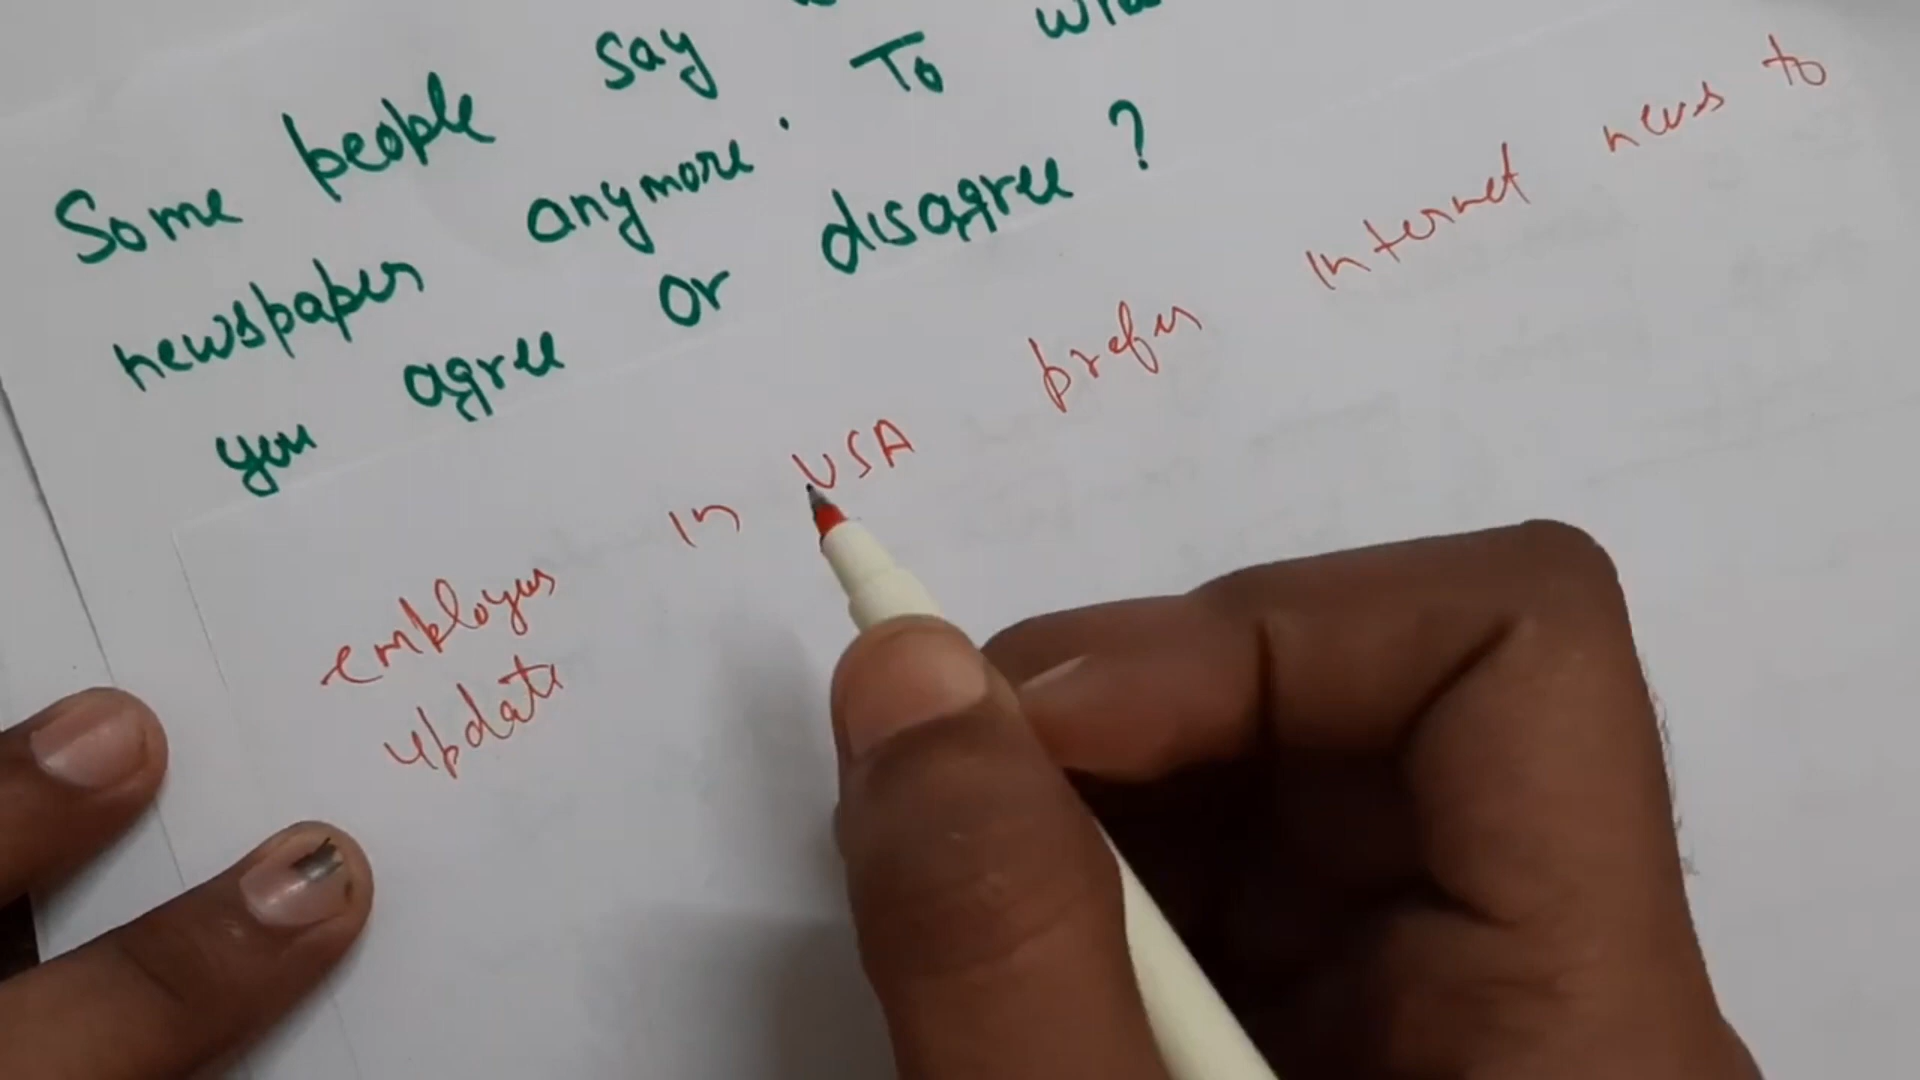 Some people say
newspaper anymore. To
you agree or disagree?
employees in USA prefer internet news to
update